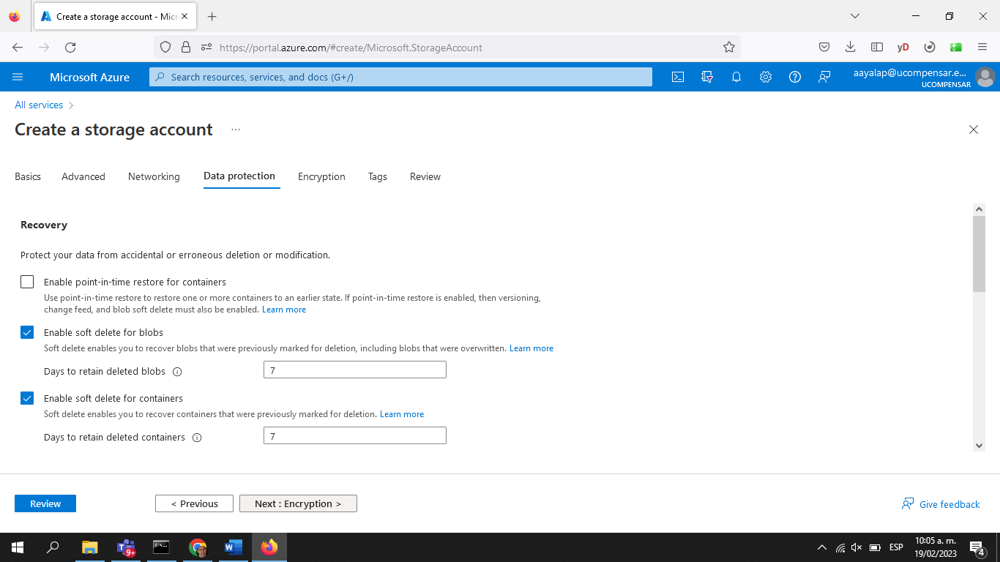 Create a storage account - Micr
https://portal.azure.com/#create/Microsoft.StorageAccount
yD
Microsoft Azure
Search resources, services, and docs (G+/)
aayalap@ucompensar.e...
UCOMPENSAR
All services
Create a storage account ...
Basics Advanced Networking Data protection Encryption Tags Review
Recovery
Protect your data from accidental or erroneous deletion or modification.
Enable point-in-time restore for containers
Use point-in-time restore to restore one or more containers to an earlier state. If point-in-time restore is enabled, then versioning,
change feed, and blob soft delete must also be enabled. Learn more
Enable soft delete for blobs
Soft delete enables you to recover blobs that were previously marked for deletion, including blobs that were overwritten. Learn more
Days to retain deleted blobs 7
Enable soft delete for containers
Soft delete enables you to recover containers that were previously marked for deletion. Learn more
Days to retain deleted containers 7
Review < Previous Next : Encryption > Give feedback
9+
ESP
10:05 a. m.
19/02/2023
4